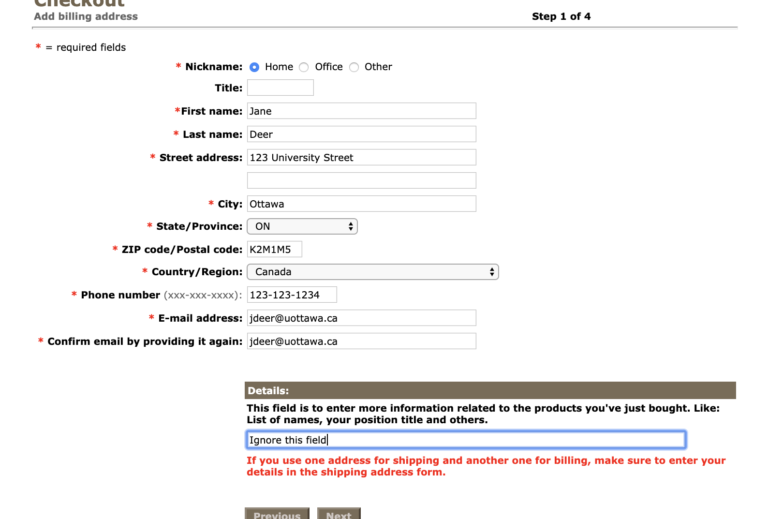 Checkout
Add billing address Step 1 of 4
* = required fields
* Nickname: Home Office Other
Title:
*First name: Jane
* Last name: Deer
* Street address: 123 University Street
* City: Ottawa
* State/Province: ON
* ZIP code/Postal code: K2M1M5
* Country/Region: Canada
* Phone number (xxx-xxx-xxxx): 123-123-1234
* E-mail address: jdeer@uottawa.ca
* Confirm email by providing it again: jdeer@uottawa.ca
Details:
This field is to enter more information related to the products you've just bought. Like:
List of names, your position title and others.
Ignore this field
If you use one address for shipping and another one for billing, make sure to enter your
details in the shipping address form.
Previous Next